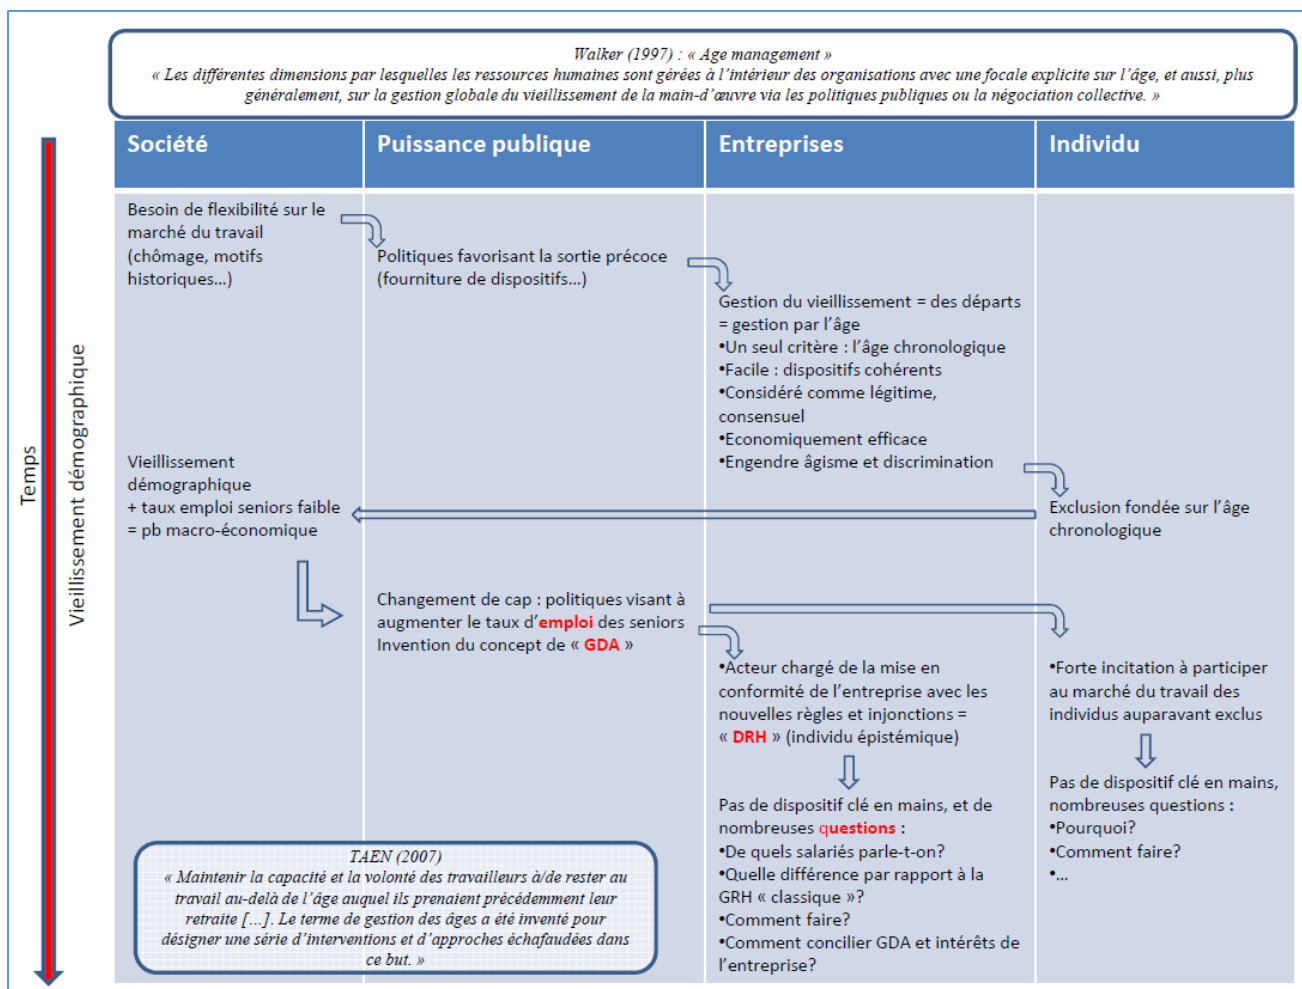 Walker (1997) : « Age management »
« Les différentes dimensions par lesquelles les ressources humaines sont gérées à l'intérieur des organisations avec une focale explicite sur l'âge, et aussi, plus
généralement, sur la gestion globale du vieillissement de la main-d'œuvre via les politiques publiques ou la négociation collective. »
Temps
Vieillissement démographique
Société
Puissance publique
Entreprises
Individu
Besoin de flexibilité sur le
marché du travail
(chômage, motifs
historiques…)
Politiques favorisant la sortie précoce
(fourniture de dispositifs…)
Gestion du vieillissement = des départs
= gestion par l'âge
•Un seul critère : l'âge chronologique
•Facile : dispositifs cohérents
•Considéré comme légitime,
consensuel
•Economiquement efficace
•Engendre âgisme et discrimination
Exclusion fondée sur l'âge
chronologique
Vieillissement
démographique
+ taux emploi seniors faible
= pb macro-économique
Changement de cap : politiques visant à
augmenter le taux d'emploi des seniors
Invention du concept de « GDA »
•Acteur chargé de la mise en
conformité de l'entreprise avec les
nouvelles règles et injonctions =
« DRH » (individu épistémique)
Pas de dispositif clé en mains, et de
nombreuses questions :
•De quels salariés parle-t-on?
•Quelle différence par rapport à la
GRH « classique »?
•Comment faire?
•Comment concilier GDA et intérêts de
l'entreprise?
•Forte incitation à participer
au marché du travail des
individus auparavant exclus
Pas de dispositif clé en mains,
nombreuses questions :
•Pourquoi?
•Comment faire?
•…
TAEN (2007)
« Maintenir la capacité et la volonté des travailleurs à/de rester au
travail au-delà de l'âge auquel ils prenaient précédemment leur
retraite […]. Le terme de gestion des âges a été inventé pour
désigner une série d'interventions et d'approches échafaudées dans
ce but. »